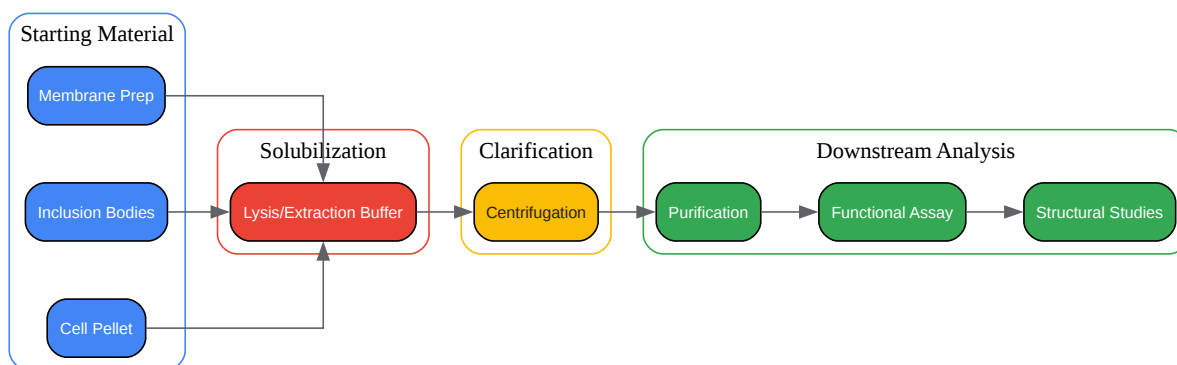 Starting Material
Membrane Prep
Inclusion Bodies
Cell Pellet
Solubilization
Lysis/Extraction Buffer
Clarification
Centrifugation
Downstream Analysis
Purification
Functional Assay
Structural Studies